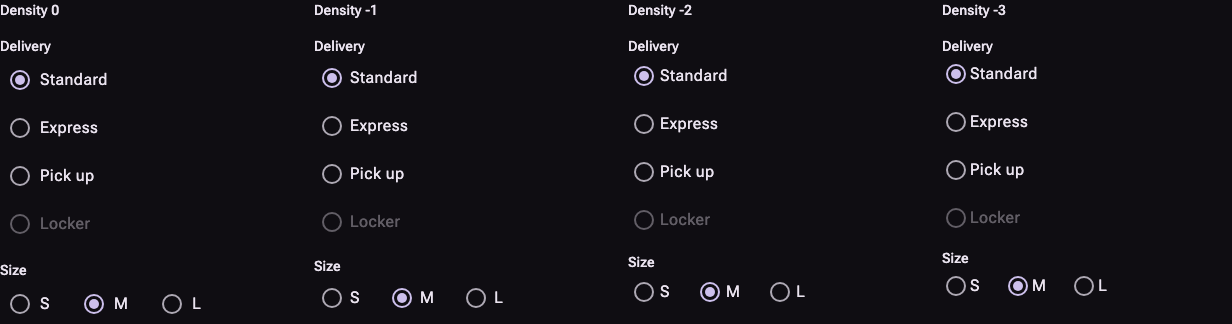 Density 0
Delivery
Standard
Express
Pick up
Locker
Size
S M L
Density -1
Delivery
Standard
Express
Pick up
Locker
Size
S M L
Density -2
Delivery
Standard
Express
Pick up
Locker
Size
S M L
Density -3
Delivery
Standard
Express
Pick up
Locker
Size
S M L